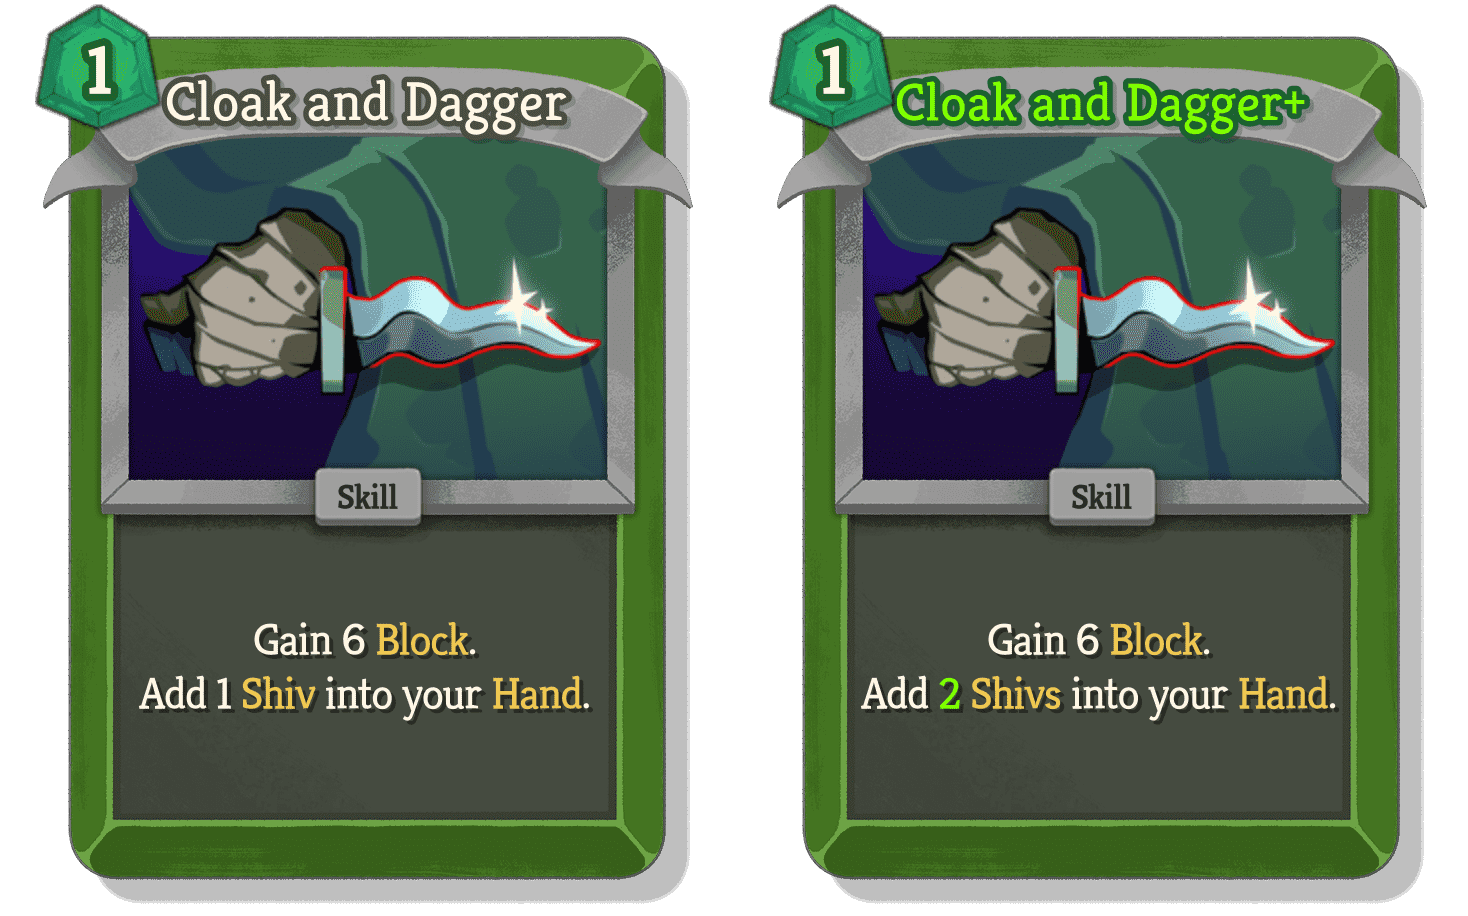 1
Cloak and Dagger
Skill
Gain 6 Block.
Add 1 Shiv into your Hand.
1
Cloak and Dagger+
Skill
Gain 6 Block.
Add 2 Shivs into your Hand.